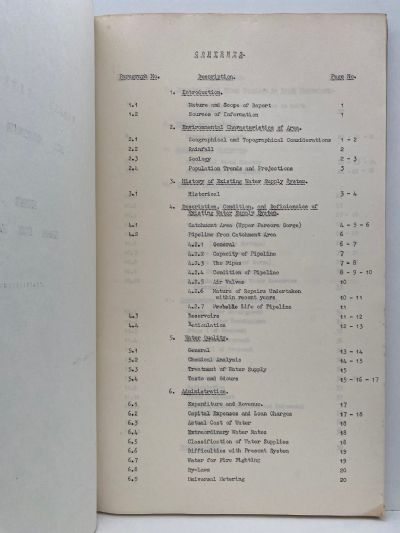 CONTENTS.
Paragraph No. Description. Page No.
1. Introduction.
1.1 Nature and Scope of Report 1
1.2 Sources of Information 1
2. Environmental Characteristics of Area.
2.1 Geographical and Topographical Considerations 1 - 2
2.2 Rainfall 2
2.3 Geology 2 - 3
2.4 Population Trends and Projections 3
3. History of Existing Water Supply System.
3.1 Historical 3 - 4
4. Description, Condition, and Deficiencies of
Existing Water Supply System.
4.1 Catchment Area (Upper Parcora Gorge) 4 - 5 - 6
4.2 Pipeline from Catchment Area 6
4.2.1 General 6 - 7
4.2.2 Capacity of Pipeline 7
4.2.3 The Pipes 7 - 8
4.2.4 Condition of Pipeline 8 - 9 - 10
4.2.5 Air Valves 10
4.2.6 Nature of Repairs Undertaken
within recent years. 10 - 11
4.2.7 Probable Life of Pipeline 11
4.3 Reservoirs 11 - 12
4.4 Reticulation 12 - 13
5. Water Quality.
5.1 General 13 - 14
5.2 Chemical Analysis 14 - 15
5.3 Treatment of Water Supply 15
5.4 Taste and Odours 15 - 16 - 17
6. Administration.
6.1 Expenditure and Revenue. 17
6.2 Capital Expenses and Loan Charges 17 - 18
6.3 Actual Cost of Water 18
6.4 Extraordinary Water Rates 18
6.5 Classification of Water Supplies 19
6.6 Difficulties with Present System 19
6.7 Water for Fire Fighting 19
6.8 By-Laws 20
6.9 Universal Metering 20